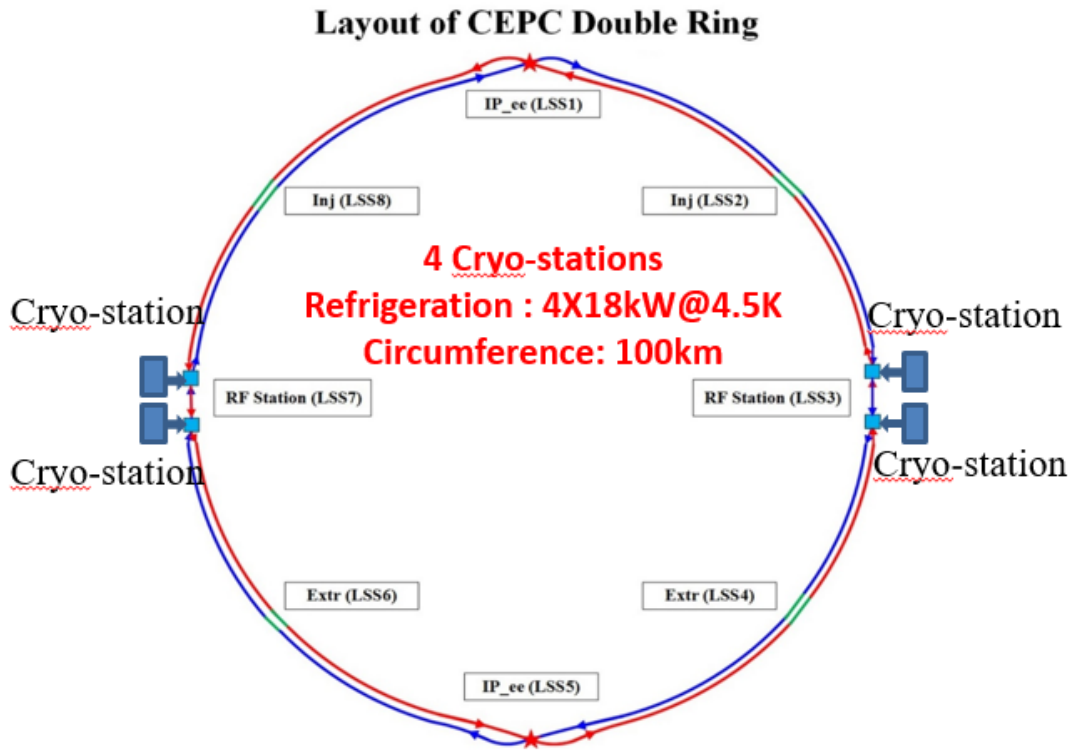 Layout of CEPC Double Ring
IP_ee (LSS1)
Inj (LSS8)
Inj (LSS2)
4 Cryo-stations
Refrigeration : 4X18kW@4.5K
Circumference: 100km
Cryo-station
Cryo-station
RF Station (LSS7)
RF Station (LSS3)
Cryo-station
Cryo-station
Extr (LSS6)
Extr (LSS4)
IP_ee (LSS5)